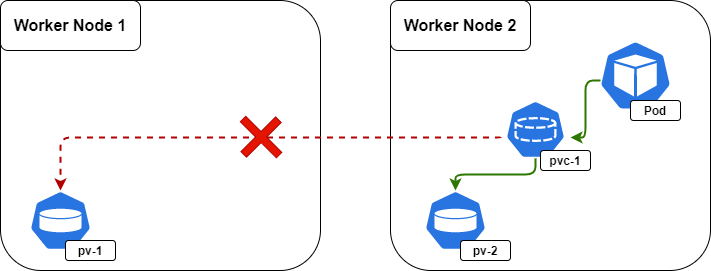 Worker Node 1
Worker Node 2
Pod
pvc-1
pv-1
pv-2